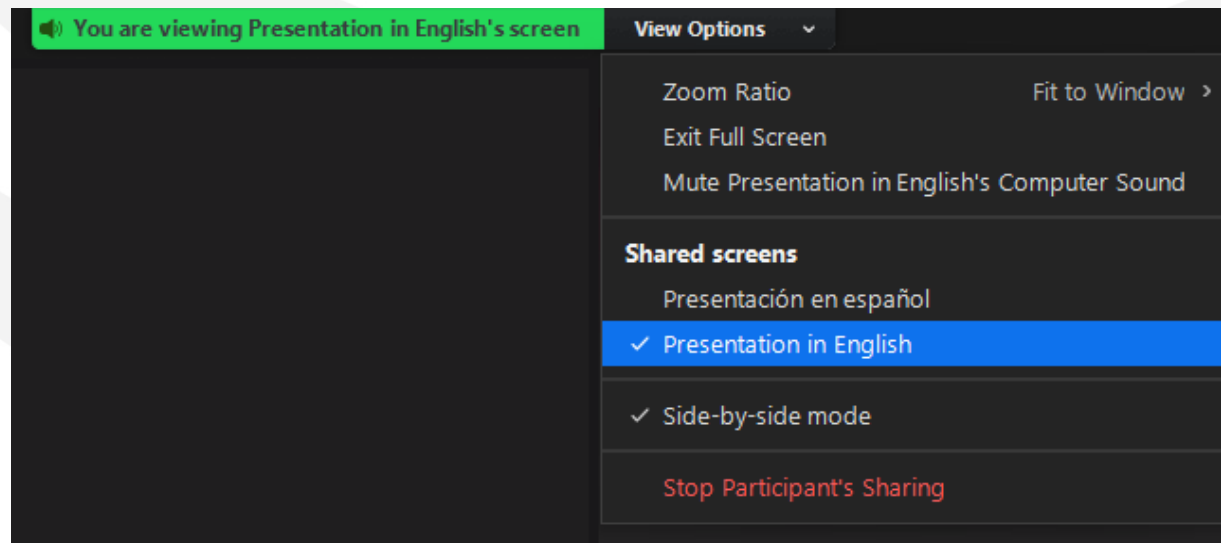 You are viewing Presentation in English's screen
View Options
Zoom Ratio Fit to Window >
Exit Full Screen
Mute Presentation in English's Computer Sound
Shared screens
Presentación en español
✓ Presentation in English
✓ Side-by-side mode
Stop Participant's Sharing